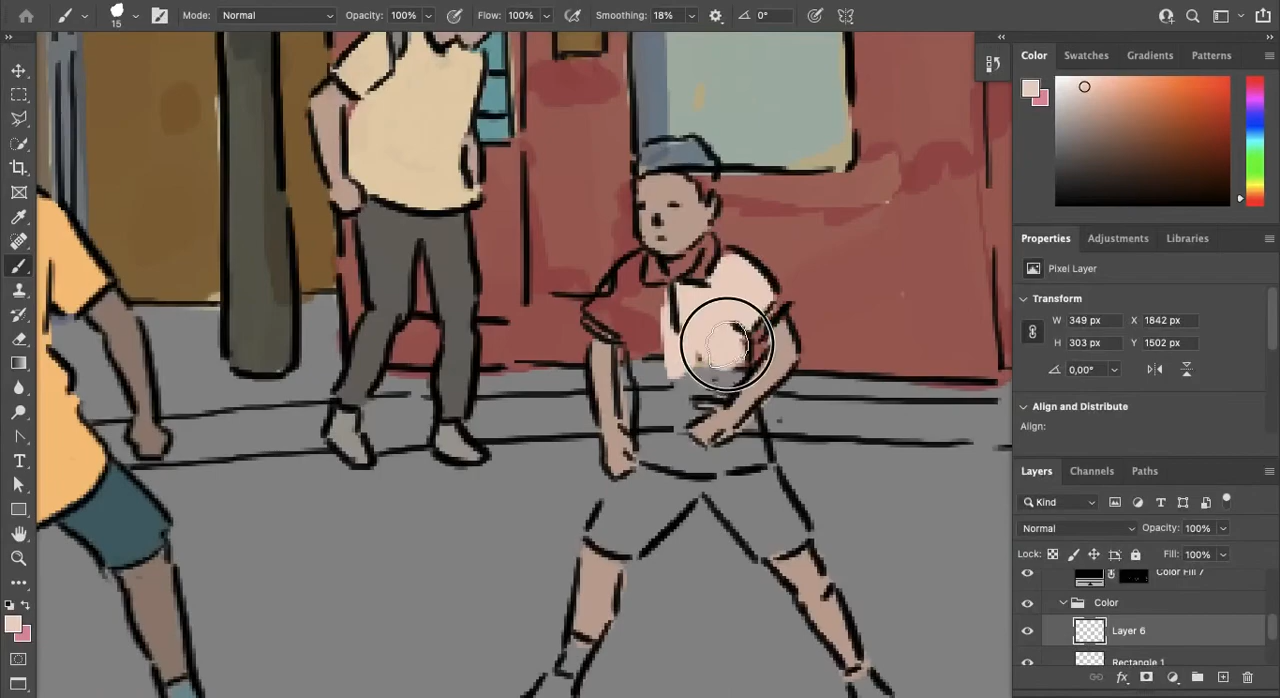 15 Mode: Normal Opacity: 100% Flow: 100% Smoothing: 18% 0°
Color Swatches Gradients Patterns
Properties Adjustments Libraries
Pixel Layer
Transform
W 349 px X 1842 px
H 303 px Y 1502 px
0,00°
Align and Distribute
Align:
Layers Channels Paths
Kind
Normal Opacity: 100%
Lock: Fill: 100%
Color Fill 7
Color
Layer 6
Rectangle 1